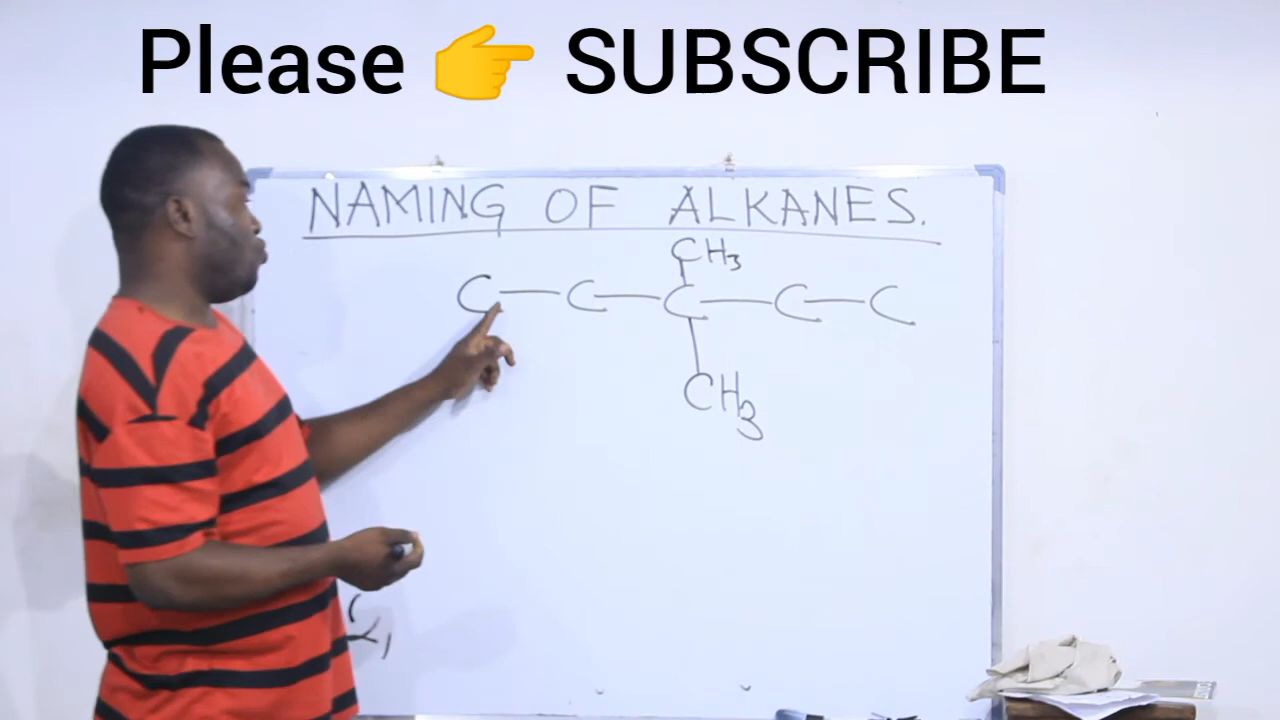 Please 👉 SUBSCRIBE
NAMING OF ALKANES.
CH3
C—C—C—C—C
CH3